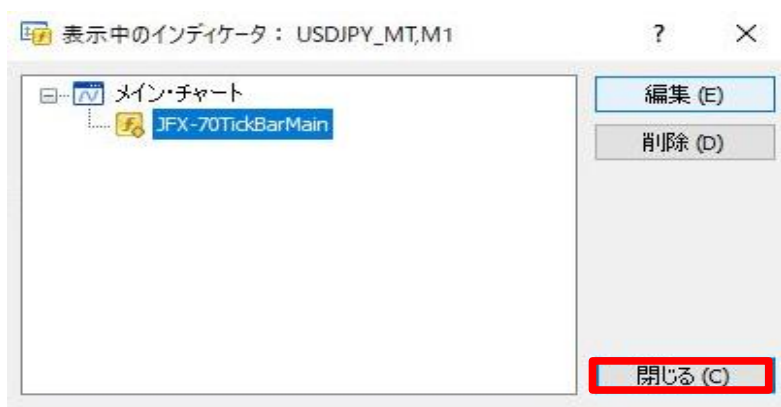 表示中のインディケータ： USDJPY_MT,M1
? ×
メイン・チャート
JFX-70TickBarMain
編集 (E)
削除 (D)
閉じる (C)